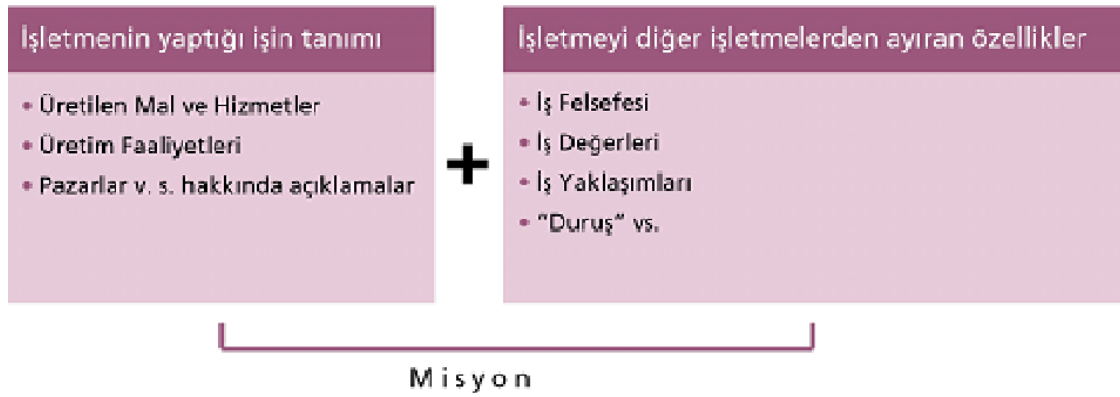 İşletmenin yaptığı işin tanımı
• Üretilen Mal ve Hizmetler
• Üretim Faaliyetleri
• Pazarlar v. s. hakkında açıklamalar
+
İşletmeyi diğer işletmelerden ayıran özellikler
• İş Felsefesi
• İş Değerleri
• İş Yaklaşımları
• “Duruş” vs.
Misyon